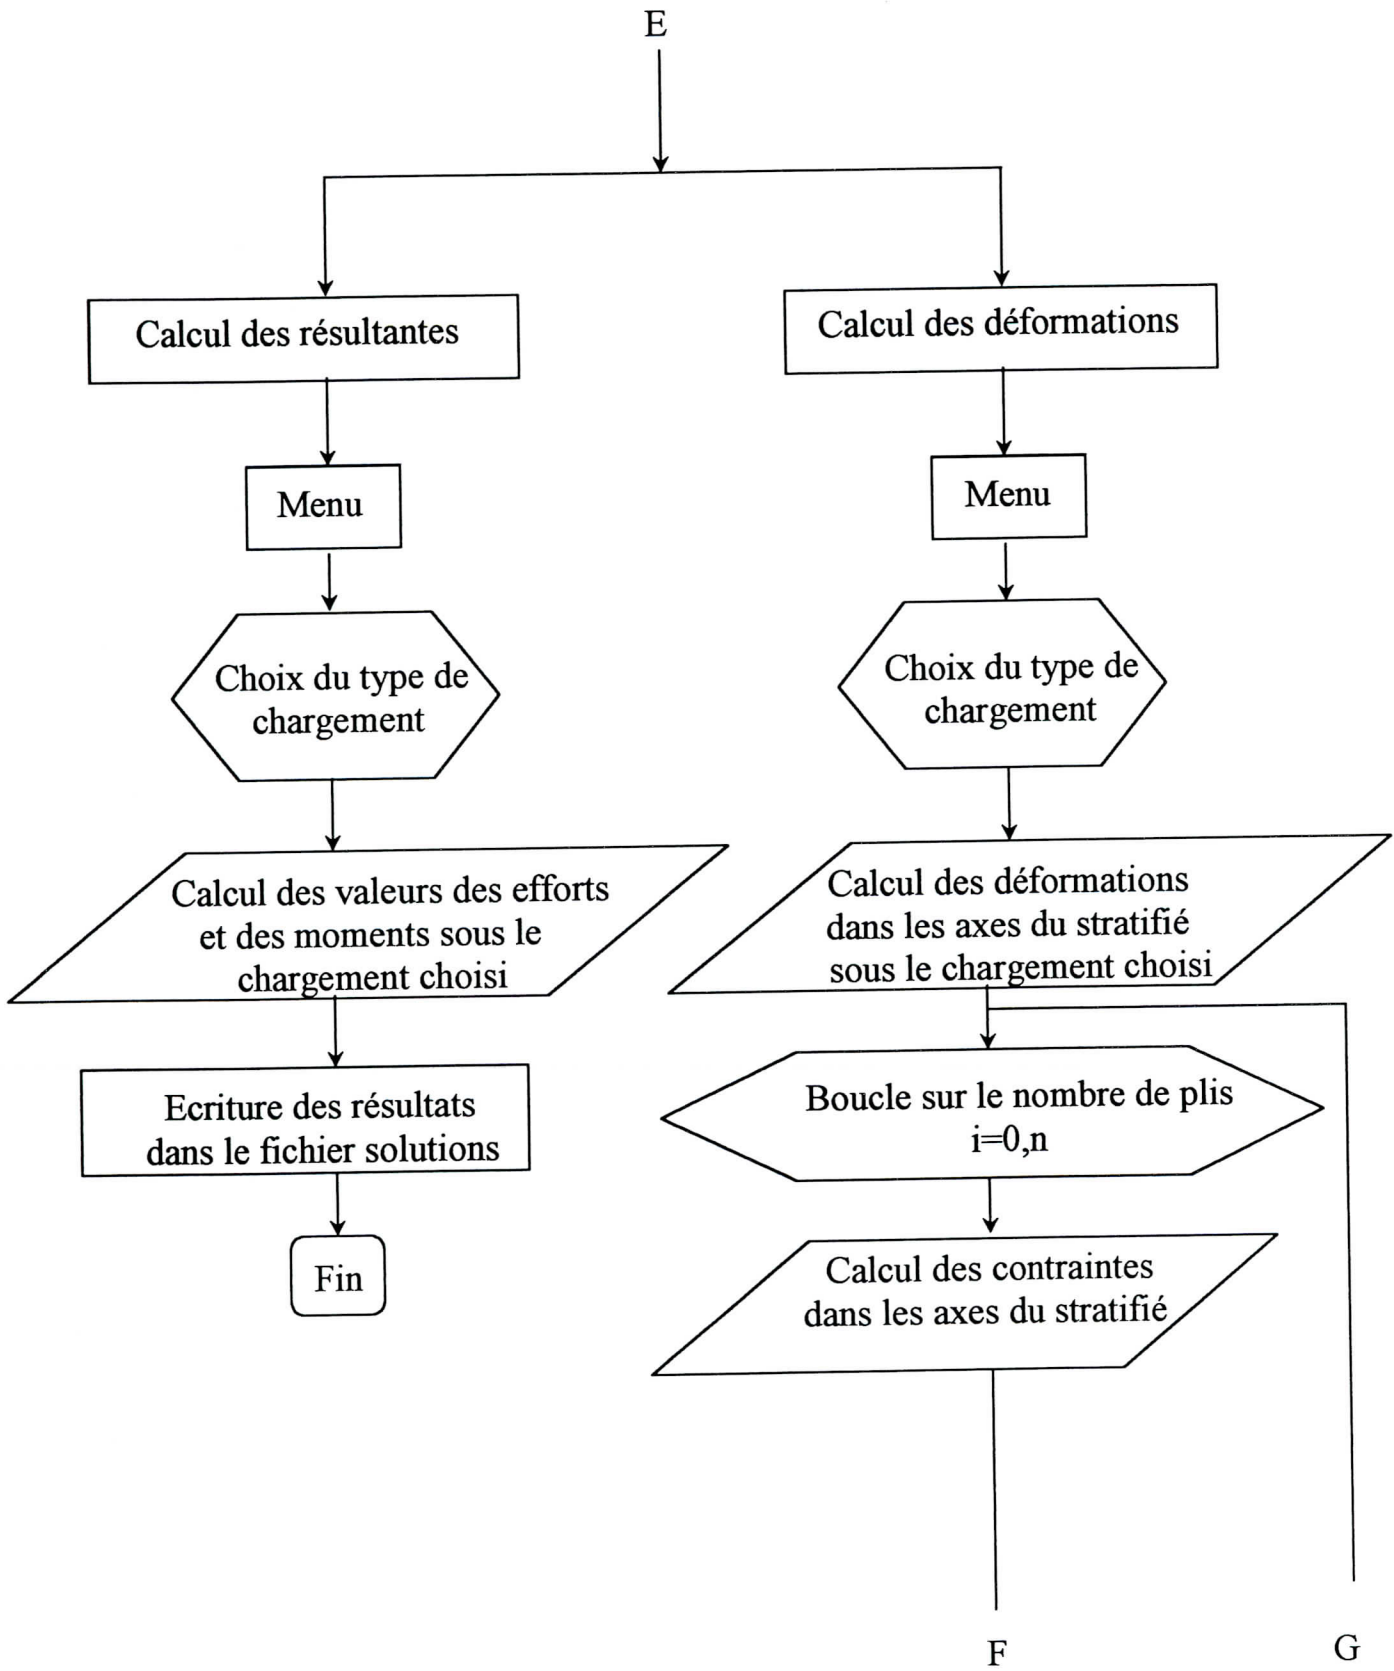 E
Calcul des résultantes
Menu
Choix du type de
chargement
Calcul des valeurs des efforts
et des moments sous le
chargement choisi
Ecriture des résultats
dans le fichier solutions
Fin
Calcul des déformations
Menu
Choix du type de
chargement
Calcul des déformations
dans les axes du stratifié
sous le chargement choisi
Boucle sur le nombre de plis
i=0,n
Calcul des contraintes
dans les axes du stratifié
F
G